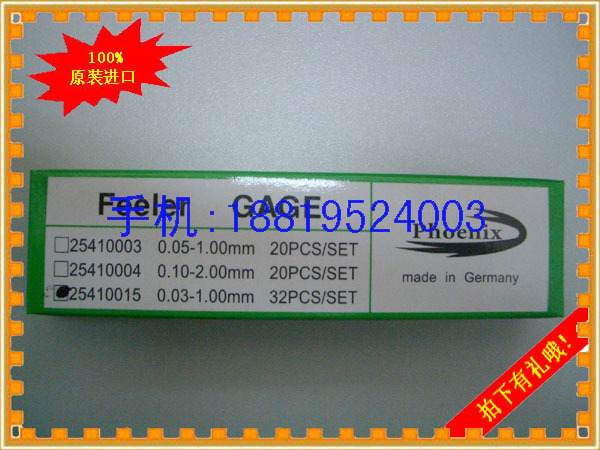 100%
原装进口
Feeler GAGE
手机:18819524003
Phoenix
made in Germany
25410003 0.05-1.00mm 20PCS/SET
25410004 0.10-2.00mm 20PCS/SET
25410015 0.03-1.00mm 32PCS/SET
拍下有礼哦!